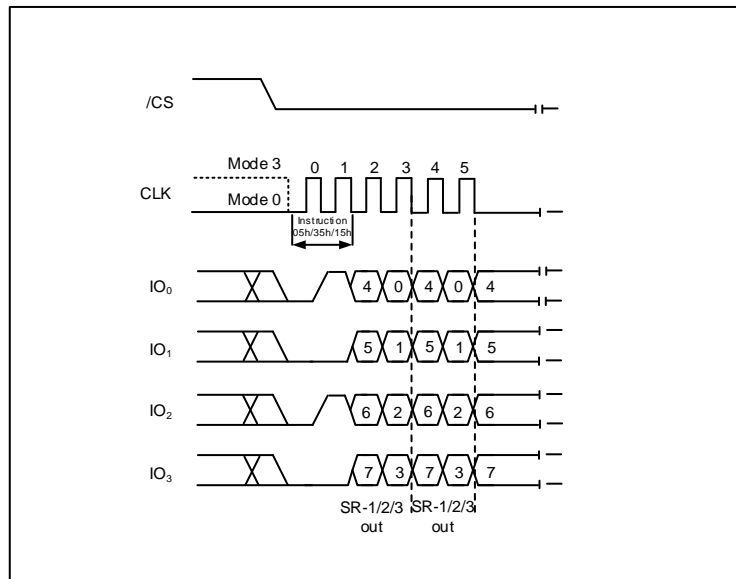 /CS
Mode 3
0 1 2 3 4 5
CLK
Mode 0
Instruction
05h/35h/15h
IO₀ 4 0 4 0 4
IO₁ 5 1 5 1 5
IO₂ 6 2 6 2 6
IO₃ 7 3 7 3 7
SR-1/2/3 SR-1/2/3
out out